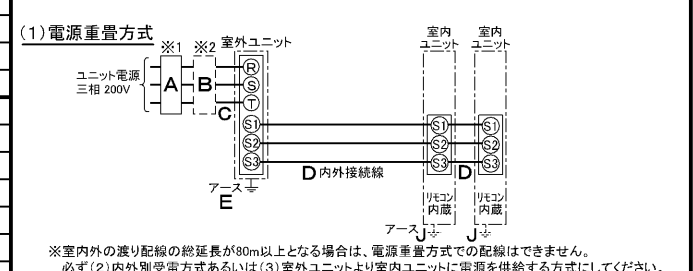 (1)電源重畳方式
※1 ※2 室外ユニット
室内ユニット
室内ユニット
ユニット電源
三相 200V
A
B
C
R
S
T
S1
S2
S3
S1
S2
S3
S1
S2
S3
D 内外接続線
D
アース
E
リモコン内蔵
リモコン内蔵
アース J
J
※室内外の渡り配線の総延長が80m以上となる場合は、電源重畳方式での配線はできません。
必ず(2)内外別受電方式あるいは(3)室外ユニットより室内ユニットに電源を供給する方式にしてください。